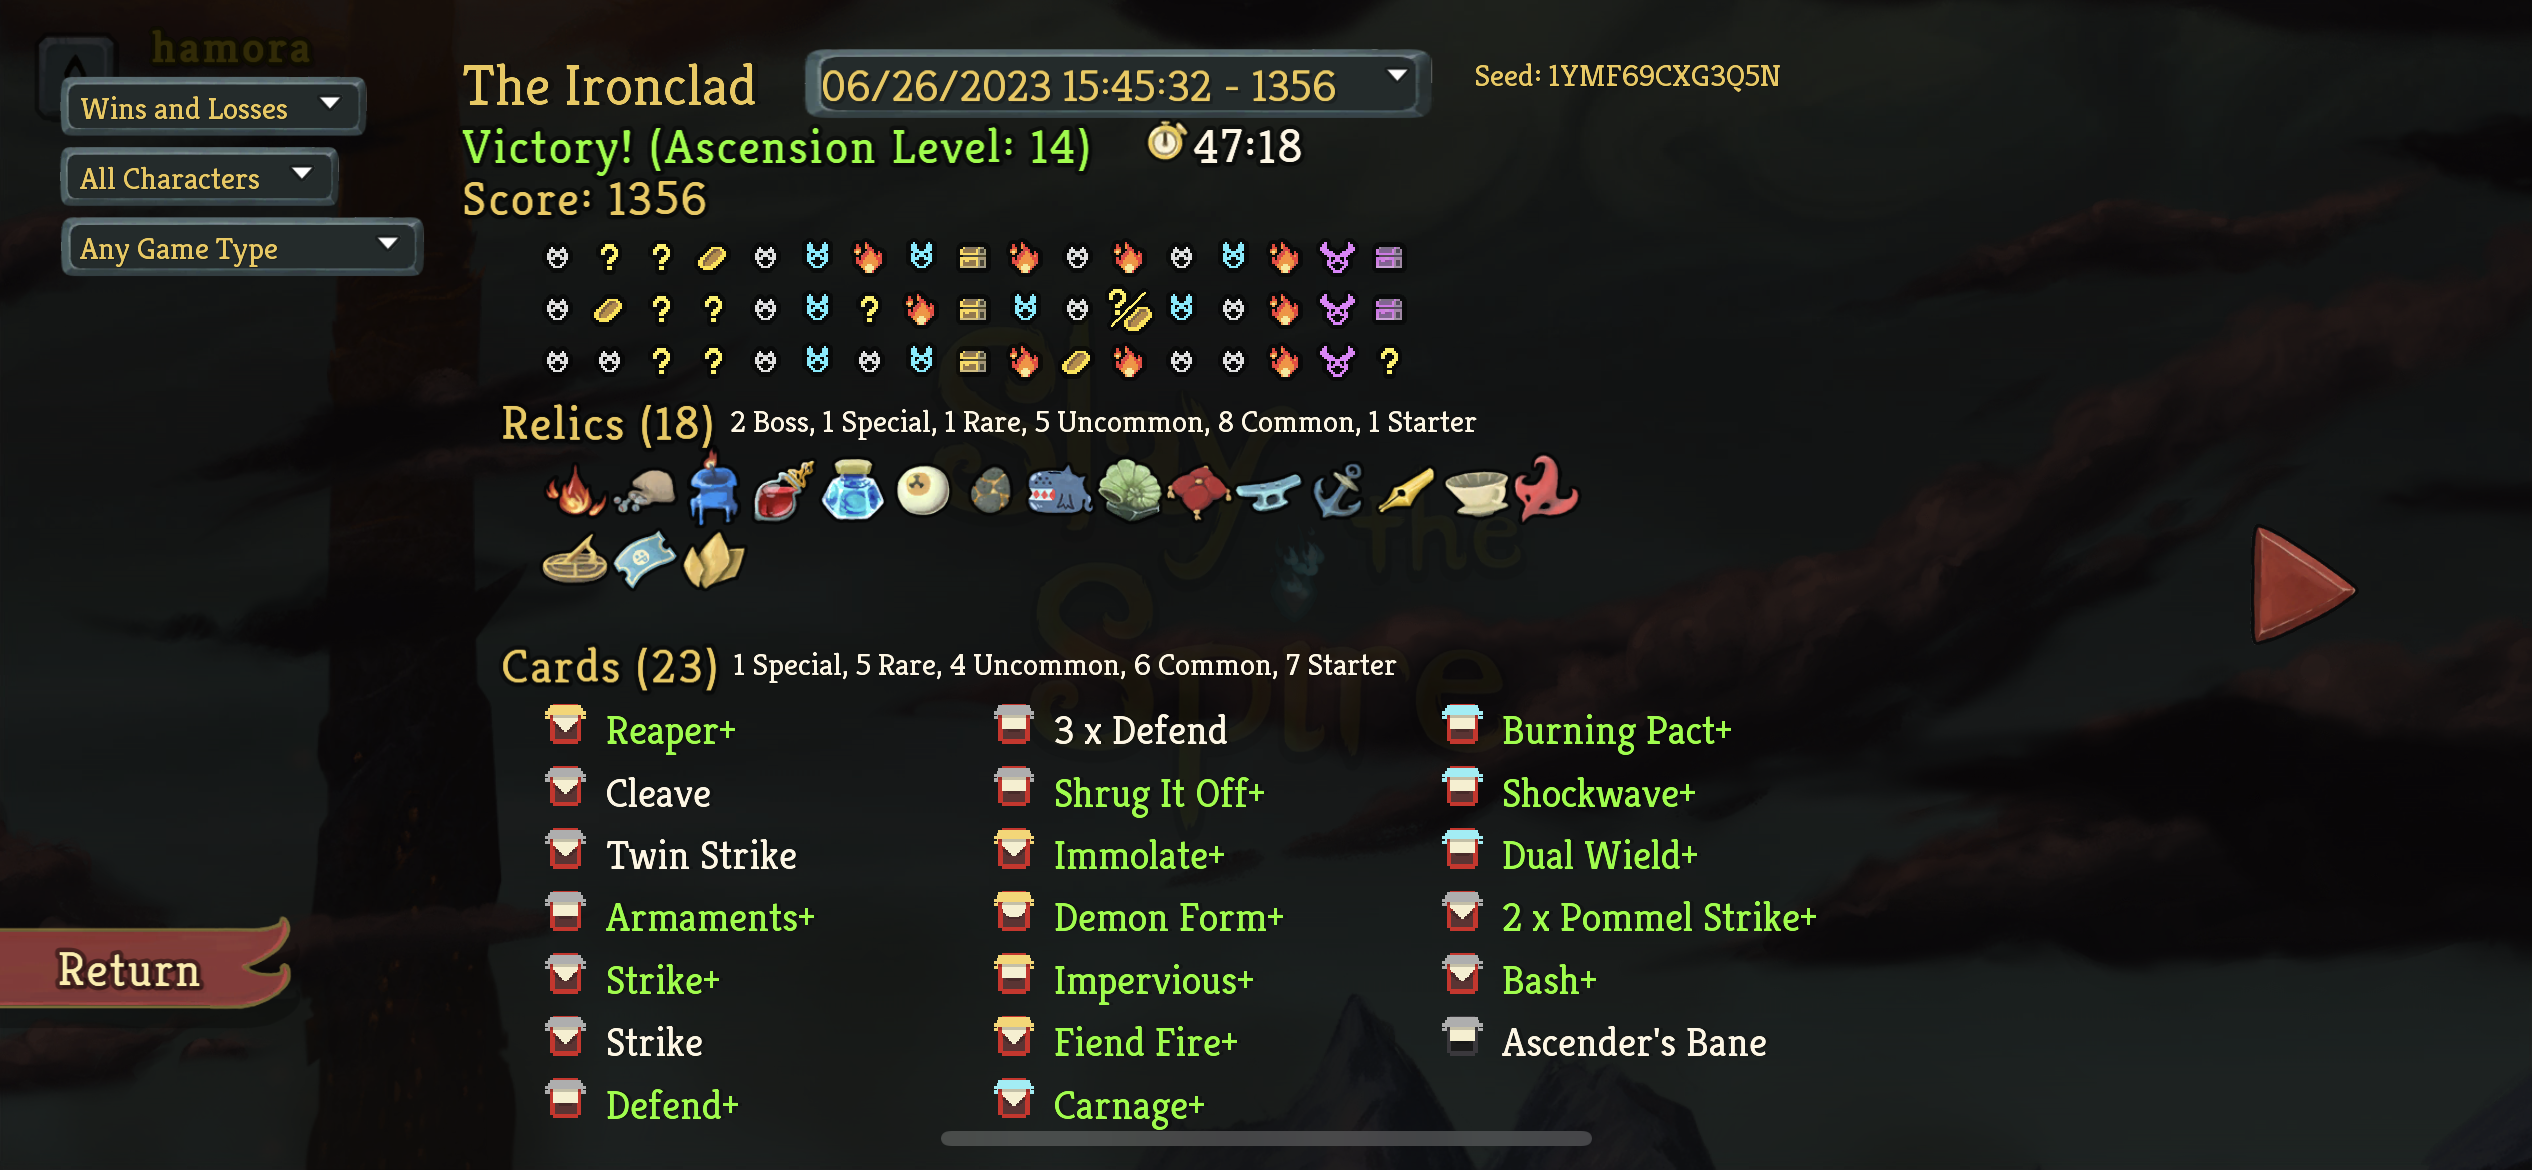 hamora
Wins and Losses
All Characters
Any Game Type
The Ironclad
06/26/2023 15:45:32 - 1356
Seed: 1YMF69CXG3Q5N
Victory! (Ascension Level: 14)
47:18
Score: 1356
Relics (18) 2 Boss, 1 Special, 1 Rare, 5 Uncommon, 8 Common, 1 Starter
Slay the Spire
Cards (23) 1 Special, 5 Rare, 4 Uncommon, 6 Common, 7 Starter
Reaper+
Cleave
Twin Strike
Armaments+
Strike+
Strike
Defend+
3 x Defend
Shrug It Off+
Immolate+
Demon Form+
Impervious+
Fiend Fire+
Carnage+
Burning Pact+
Shockwave+
Dual Wield+
2 x Pommel Strike+
Bash+
Ascender's Bane
Return